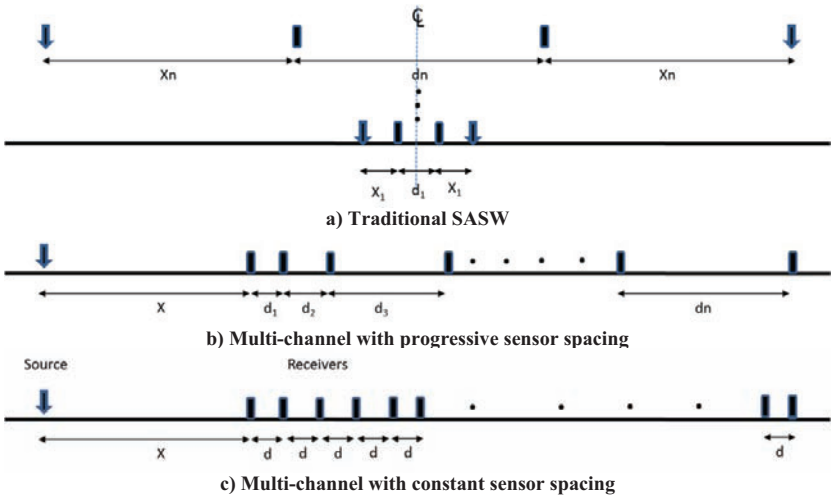 ℄
Xn dn Xn
X₁ d₁ X₁
a) Traditional SASW
X d₁ d₂ d₃ dn
b) Multi-channel with progressive sensor spacing
Source Receivers
X d d d d d d
c) Multi-channel with constant sensor spacing